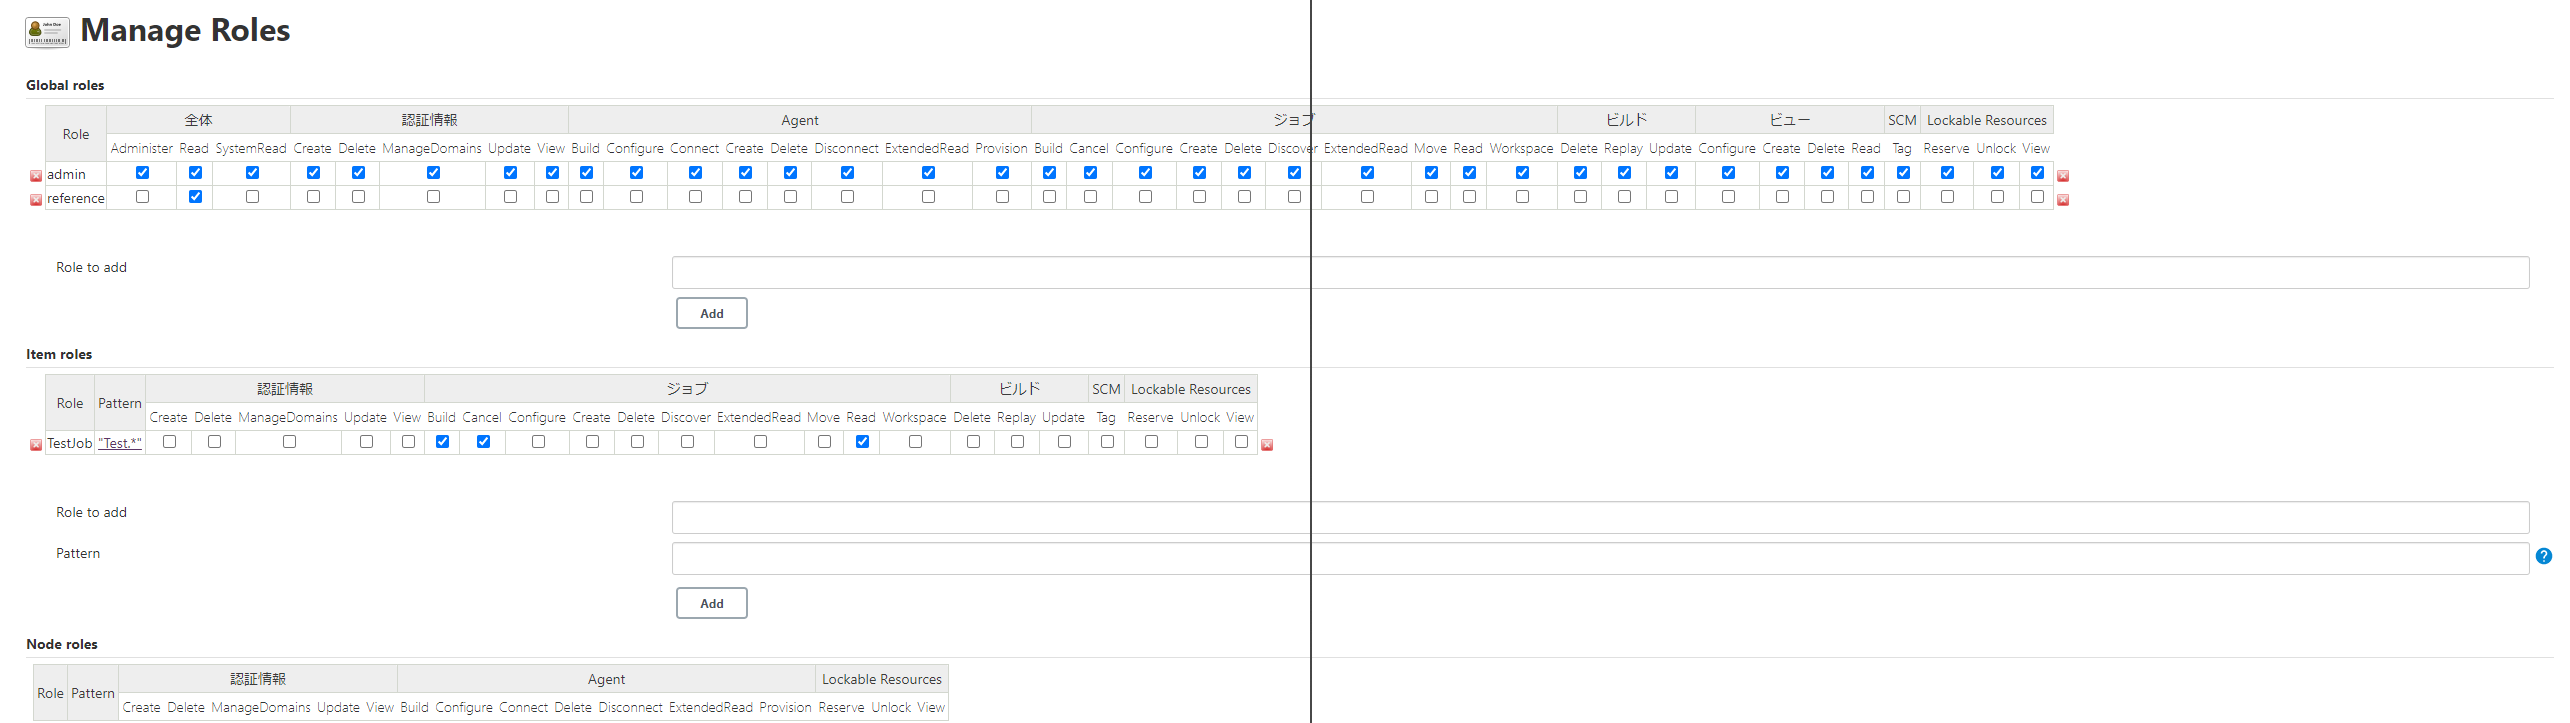 John Doe
Manage Roles
Global roles
Role 全体 認証情報 Agent ジョブ ビルド ビュー SCM Lockable Resources
Administer Read SystemRead Create Delete ManageDomains Update View Build Configure Connect Create Delete Disconnect ExtendedRead Provision Build Cancel Configure Create Delete Discover ExtendedRead Move Read Workspace Delete Replay Update Configure Create Delete Read Tag Reserve Unlock View
admin
reference
Role to add
Add
Item roles
Role Pattern 認証情報 ジョブ ビルド SCM Lockable Resources
Create Delete ManageDomains Update View Build Cancel Configure Create Delete Discover ExtendedRead Move Read Workspace Delete Replay Update Tag Reserve Unlock View
TestJob "Test.*"
Role to add
Pattern
?
Add
Node roles
Role Pattern 認証情報 Agent Lockable Resources
Create Delete ManageDomains Update View Build Configure Connect Delete Disconnect ExtendedRead Provision Reserve Unlock View